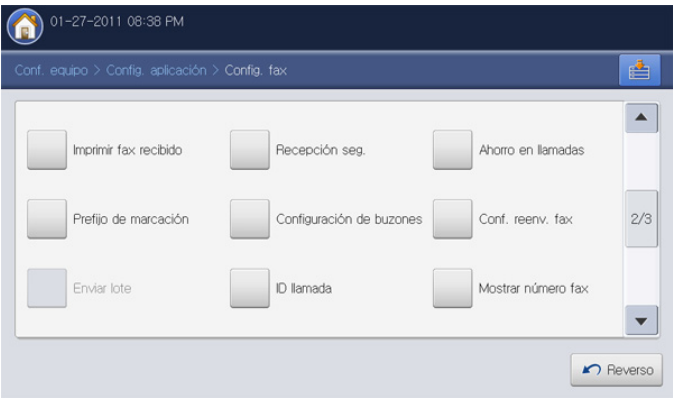 01-27-2011 08:38 PM
Conf. equipo > Config. aplicación > Config. fax
Imprimir fax recibido Recepción seg. Ahorro en llamadas
Prefijo de marcación Configuración de buzones Conf. reenv. fax 2/3
Enviar lote ID llamada Mostrar número fax
Reverso